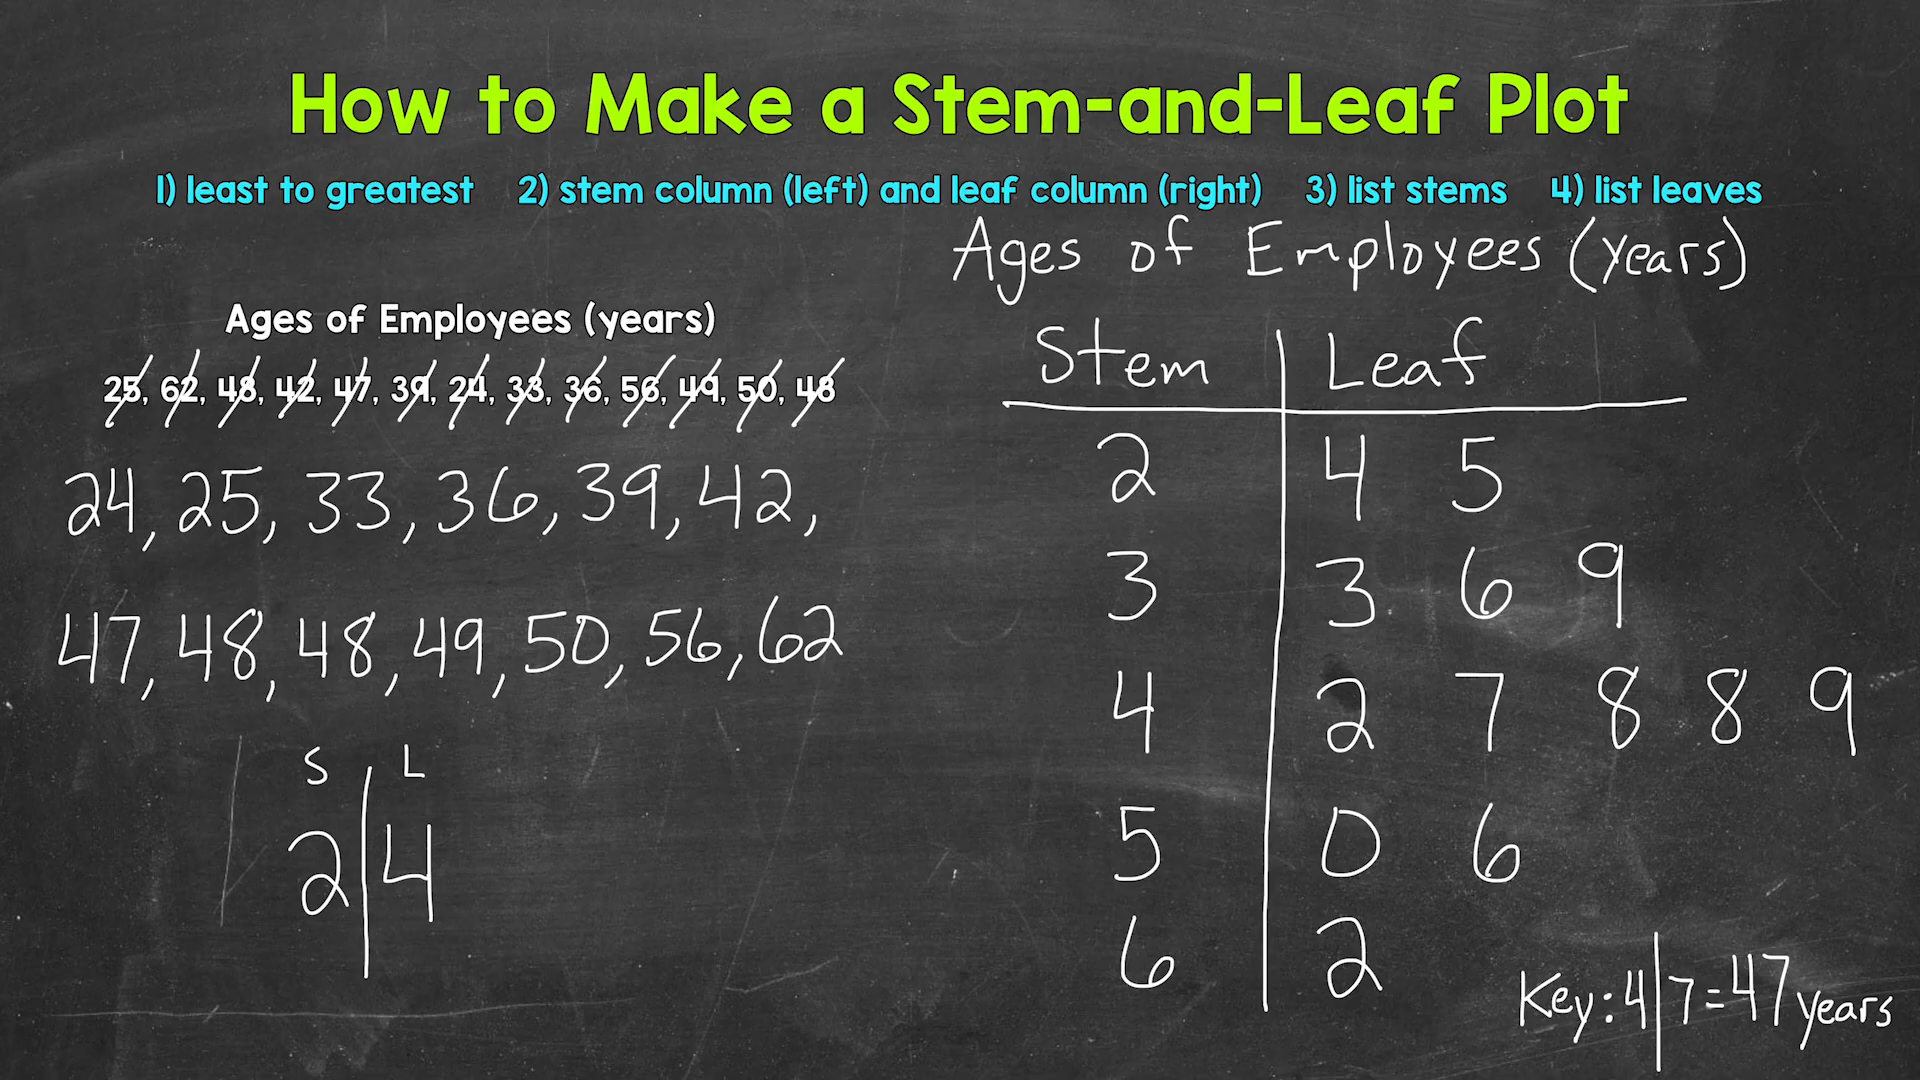 How to Make a Stem-and-Leaf Plot
1) least to greatest 2) stem column (left) and leaf column (right) 3) list stems 4) list leaves
Ages of Employees (years)
25, 62, 48, 42, 47, 39, 24, 33, 36, 56, 49, 50, 48
24, 25, 33, 36, 39, 42,
47, 48, 48, 49, 50, 56, 62
S L
2 | 4
Ages of Employees (years)
Stem | Leaf
2 | 4 5
3 | 3 6 9
4 | 2 7 8 8 9
5 | 0 6
6 | 2
Key: 4|7 = 47 years